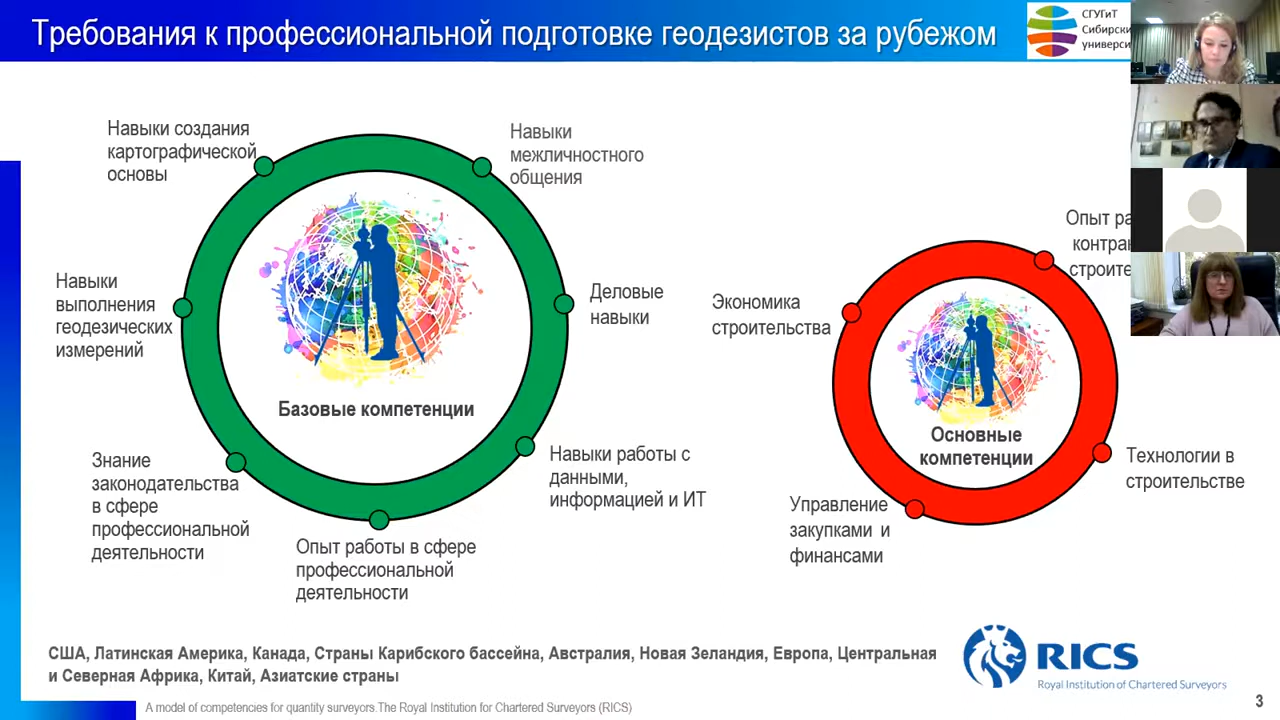 Требования к профессиональной подготовке геодезистов за рубежом
СГУГиТ
Навыки создания
картографической
основы
Навыки
межличностного
общения
Навыки
выполнения
геодезических
измерений
Деловые
навыки
Базовые компетенции
Знание
законодательства
в сфере
профессиональной
деятельности
Навыки работы с
данными,
информацией и ИТ
Опыт работы в сфере
профессиональной
деятельности
Опыт
Экономика
строительства
Основные
компетенции
Технологии в
строительстве
Управление
закупками и
финансами
США, Латинская Америка, Канада, Страны Карибского бассейна, Австралия, Новая Зеландия, Европа, Центральная
и Северная Африка, Китай, Азиатские страны
RICS
Royal Institution of Chartered Surveyors
A model of competencies for quantity surveyors.The Royal Institution for Chartered Surveyors (RICS)
3